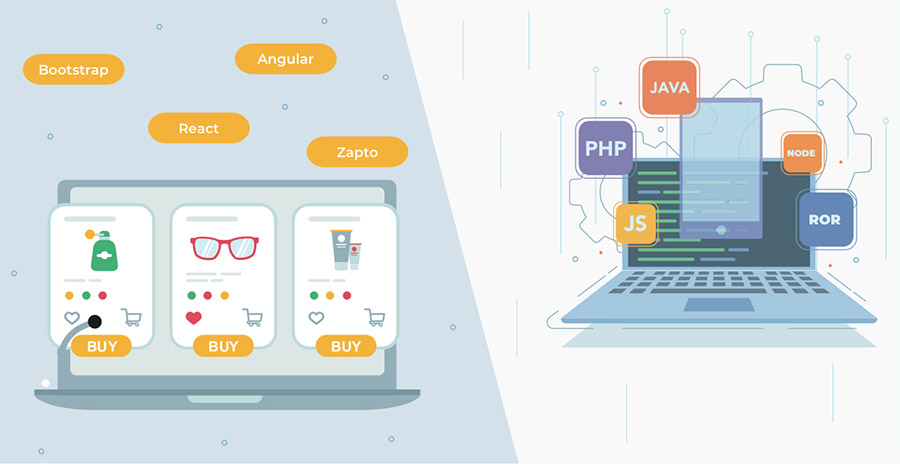 Bootstrap
Angular
React
Zapto
BUY
BUY
BUY
JAVA
PHP
NODE
JS
ROR